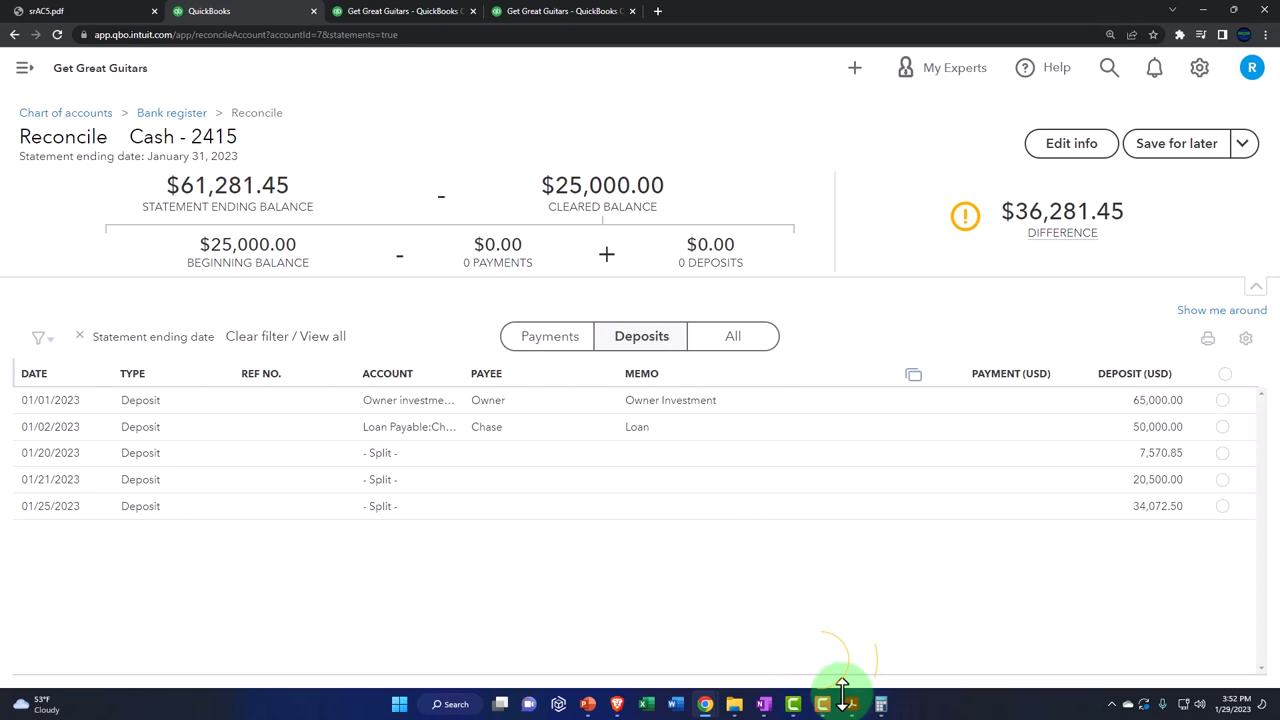 srAC5.pdf
QuickBooks
Get Great Guitars - QuickBooks C
Get Great Guitars - QuickBooks C
app.qbo.intuit.com/app/reconcileAccount?accountId=7&statements=true
Get Great Guitars
My Experts
Help
R
Chart of accounts > Bank register > Reconcile
Reconcile Cash - 2415
Statement ending date: January 31, 2023
Edit info
Save for later
$61,281.45 - $25,000.00
STATEMENT ENDING BALANCE CLEARED BALANCE
$36,281.45
DIFFERENCE
$25,000.00 - $0.00 + $0.00
BEGINNING BALANCE 0 PAYMENTS 0 DEPOSITS
Show me around
Statement ending date Clear filter / View all
Payments Deposits All
DATE TYPE REF NO. ACCOUNT PAYEE MEMO PAYMENT (USD) DEPOSIT (USD)
01/01/2023 Deposit Owner investme... Owner Owner Investment 65,000.00
01/02/2023 Deposit Loan Payable:Ch... Chase Loan 50,000.00
01/20/2023 Deposit - Split - 7,570.85
01/21/2023 Deposit - Split - 20,500.00
01/25/2023 Deposit - Split - 34,072.50
53°F
Cloudy
Search
3:52 PM
1/29/2023